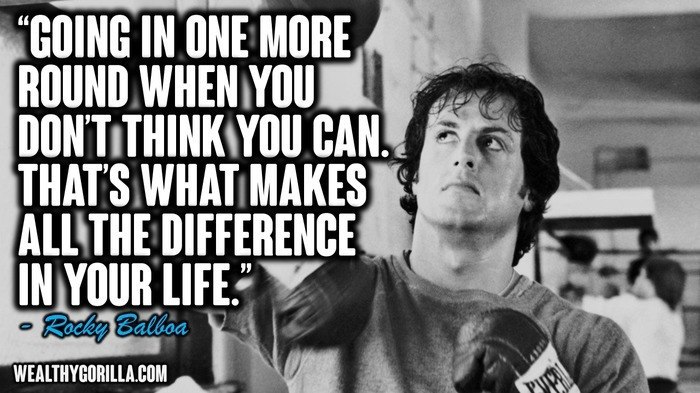 “GOING IN ONE MORE
ROUND WHEN YOU
DON’T THINK YOU CAN.
THAT’S WHAT MAKES
ALL THE DIFFERENCE
IN YOUR LIFE.”
- Rocky Balboa
WEALTHYGORILLA.COM